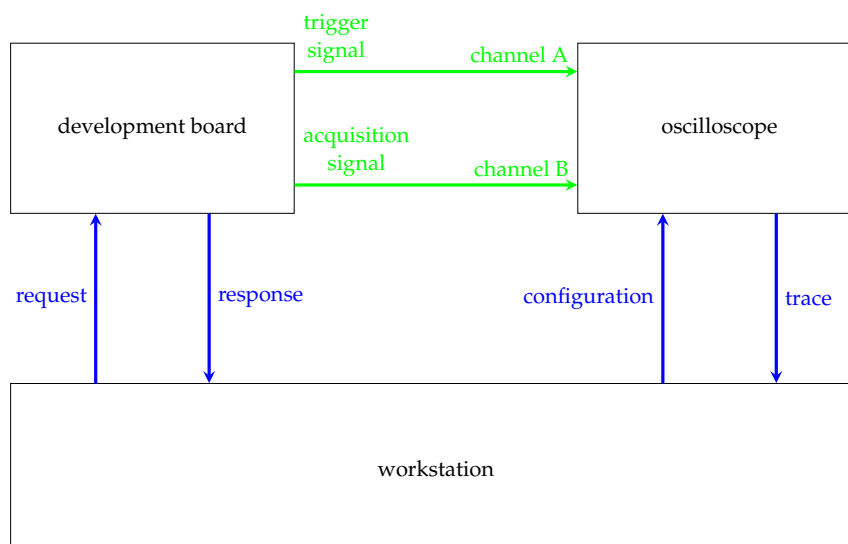 trigger
signal
channel A
development board
oscilloscope
acquisition
signal
channel B
request
response
configuration
trace
workstation